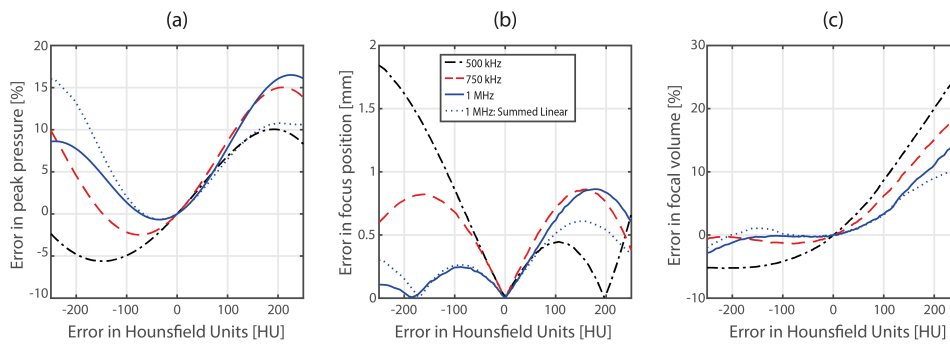 (a)
20
15
10
5
0
-5
-10
-200 -100 0 100 200
Error in peak pressure [%]
Error in Hounsfield Units [HU]
(b)
2
1.5
1
0.5
0
-200 -100 0 100 200
Error in focus position [mm]
Error in Hounsfield Units [HU]
500 kHz
750 kHz
1 MHz
1 MHz: Summed Linear
(c)
30
20
10
0
-10
-200 -100 0 100 200
Error in focal volume [%]
Error in Hounsfield Units [HU]